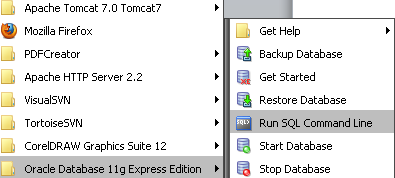 Apache Tomcat 7.0 Tomcat7
Mozilla Firefox
PDFCreator
Apache HTTP Server 2.2
VisualSVN
TortoiseSVN
CorelDRAW Graphics Suite 12
Oracle Database 11g Express Edition
Get Help
Backup Database
Get Started
Restore Database
SQL>
Run SQL Command Line
Start Database
Stop Database